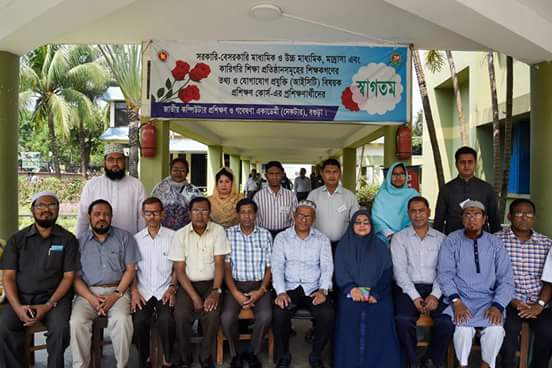 সরকারি-বেসরকারি মাধ্যমিক ও উচ্চ মাধ্যমিক, মাদ্রাসা এবং
কারিগরি শিক্ষা প্রতিষ্ঠানসমূহের শিক্ষকগণের
তথ্য ও যোগাযোগ প্রযুক্তি (আইসিটি) বিষয়ক
প্রশিক্ষণ কোর্স-এর প্রশিক্ষণার্থীদের
স্বাগতম
জাতীয় কম্পিউটার প্রশিক্ষণ ও গবেষণা একাডেমী (নেকটার), বগুড়া।